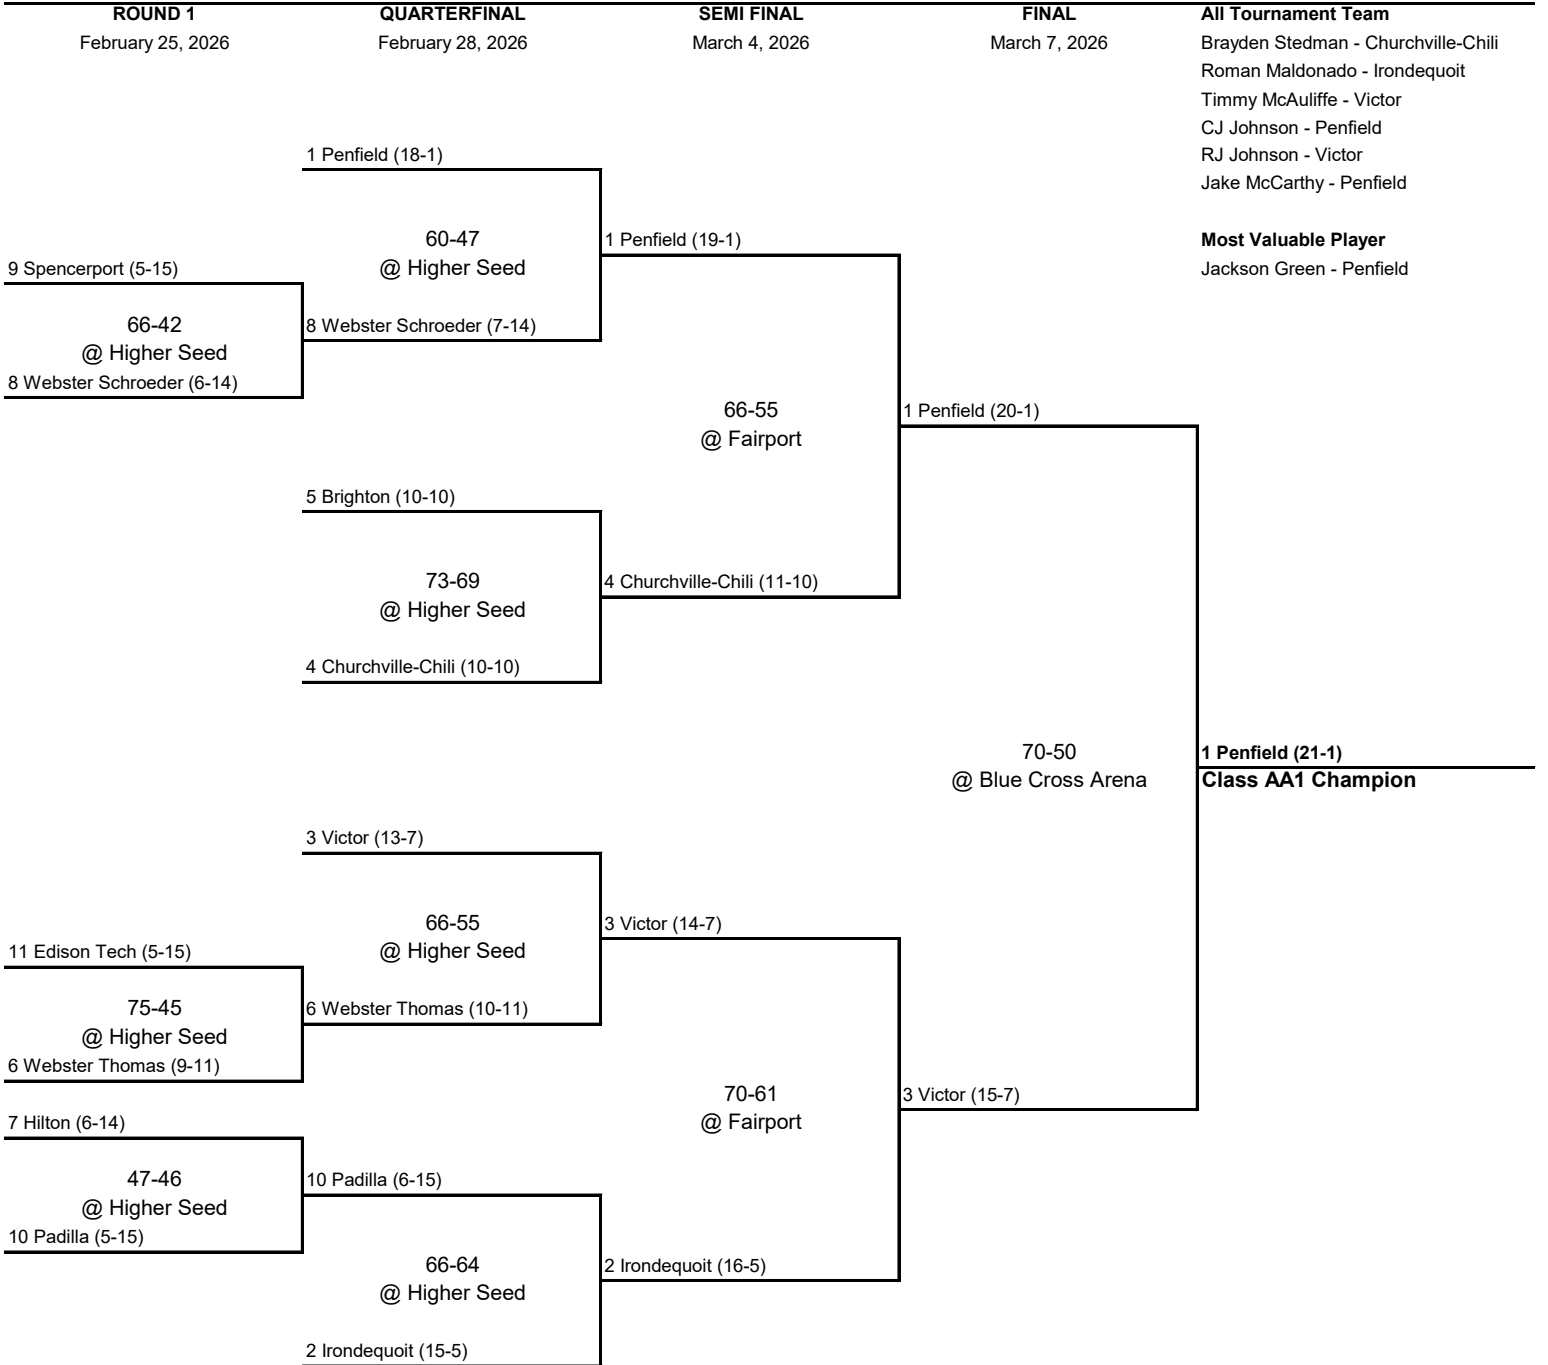 ROUND 1
February 25, 2026
QUARTERFINAL
February 28, 2026
SEMI FINAL
March 4, 2026
FINAL
March 7, 2026
All Tournament Team
Brayden Stedman - Churchville-Chili
Roman Maldonado - Irondequoit
Timmy McAuliffe - Victor
CJ Johnson - Penfield
RJ Johnson - Victor
Jake McCarthy - Penfield
Most Valuable Player
Jackson Green - Penfield
9 Spencerport (5-15)
66-42
@ Higher Seed
8 Webster Schroeder (6-14)
11 Edison Tech (5-15)
75-45
@ Higher Seed
6 Webster Thomas (9-11)
7 Hilton (6-14)
47-46
@ Higher Seed
10 Padilla (5-15)
1 Penfield (18-1)
60-47
@ Higher Seed
8 Webster Schroeder (7-14)
5 Brighton (10-10)
73-69
@ Higher Seed
4 Churchville-Chili (10-10)
3 Victor (13-7)
66-55
@ Higher Seed
6 Webster Thomas (10-11)
10 Padilla (6-15)
66-64
@ Higher Seed
2 Irondequoit (15-5)
1 Penfield (19-1)
66-55
@ Fairport
4 Churchville-Chili (11-10)
3 Victor (14-7)
70-61
@ Fairport
2 Irondequoit (16-5)
1 Penfield (20-1)
70-50
@ Blue Cross Arena
3 Victor (15-7)
1 Penfield (21-1)
Class AA1 Champion